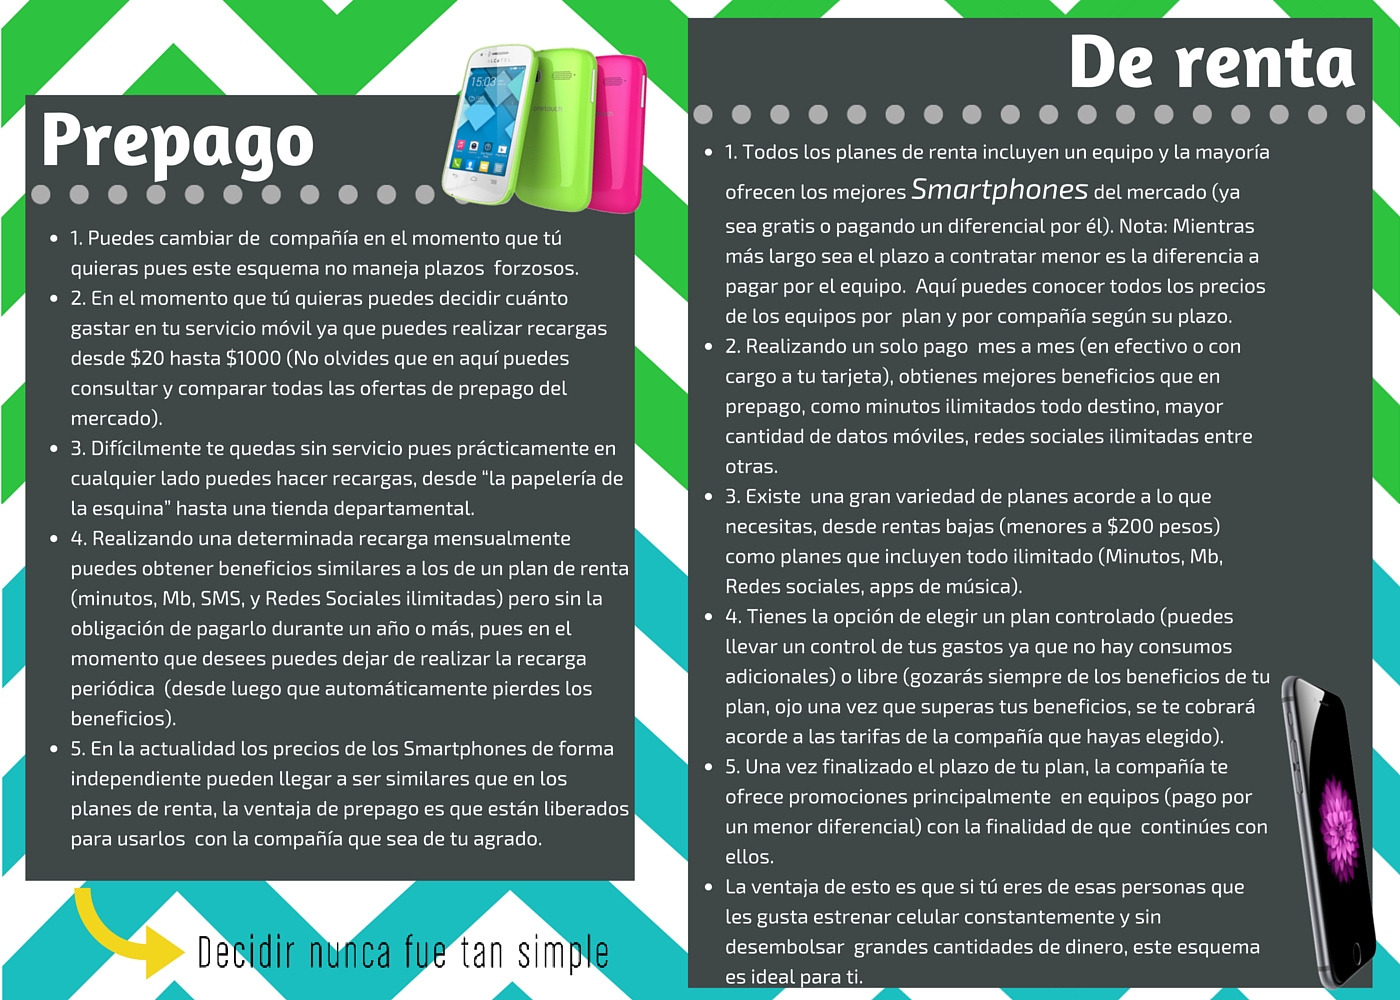 Prepago
• 1. Puedes cambiar de  compañía en el momento que tú
quieras pues este esquema no maneja plazos  forzosos.
• 2. En el momento que tú quieras puedes decidir cuánto
gastar en tu servicio móvil ya que puedes realizar recargas
desde $20 hasta $1000 (No olvides que en aquí puedes
consultar y comparar todas las ofertas de prepago del
mercado).
• 3. Difícilmente te quedas sin servicio pues prácticamente en
cualquier lado puedes hacer recargas, desde “la papelería de
la esquina” hasta una tienda departamental.
• 4. Realizando una determinada recarga mensualmente
puedes obtener beneficios similares a los de un plan de renta
(minutos, Mb, SMS, y Redes Sociales ilimitadas) pero sin la
obligación de pagarlo durante un año o más, pues en el
momento que desees puedes dejar de realizar la recarga
periódica  (desde luego que automáticamente pierdes los
beneficios).
• 5. En la actualidad los precios de los Smartphones de forma
independiente pueden llegar a ser similares que en los
planes de renta, la ventaja de prepago es que están liberados
para usarlos  con la compañía que sea de tu agrado.
Decidir nunca fue tan simple
15:03
De renta
• 1. Todos los planes de renta incluyen un equipo y la mayoría
ofrecen los mejores Smartphones del mercado (ya
sea gratis o pagando un diferencial por él). Nota: Mientras
más largo sea el plazo a contratar menor es la diferencia a
pagar por el equipo.  Aquí puedes conocer todos los precios
de los equipos por  plan y por compañía según su plazo.
• 2. Realizando un solo pago  mes a mes (en efectivo o con
cargo a tu tarjeta), obtienes mejores beneficios que en
prepago, como minutos ilimitados todo destino, mayor
cantidad de datos móviles, redes sociales ilimitadas entre
otras.
• 3. Existe  una gran variedad de planes acorde a lo que
necesitas, desde rentas bajas (menores a $200 pesos)
como planes que incluyen todo ilimitado (Minutos, Mb,
Redes sociales, apps de música).
• 4. Tienes la opción de elegir un plan controlado (puedes
llevar un control de tus gastos ya que no hay consumos
adicionales) o libre (gozarás siempre de los beneficios de tu
plan, ojo una vez que superas tus beneficios, se te cobrará
acorde a las tarifas de la compañía que hayas elegido).
• 5. Una vez finalizado el plazo de tu plan, la compañía te
ofrece promociones principalmente  en equipos (pago por
un menor diferencial) con la finalidad de que  continúes con
ellos.
• La ventaja de esto es que si tú eres de esas personas que
les gusta estrenar celular constantemente y sin
desembolsar  grandes cantidades de dinero, este esquema
es ideal para ti.